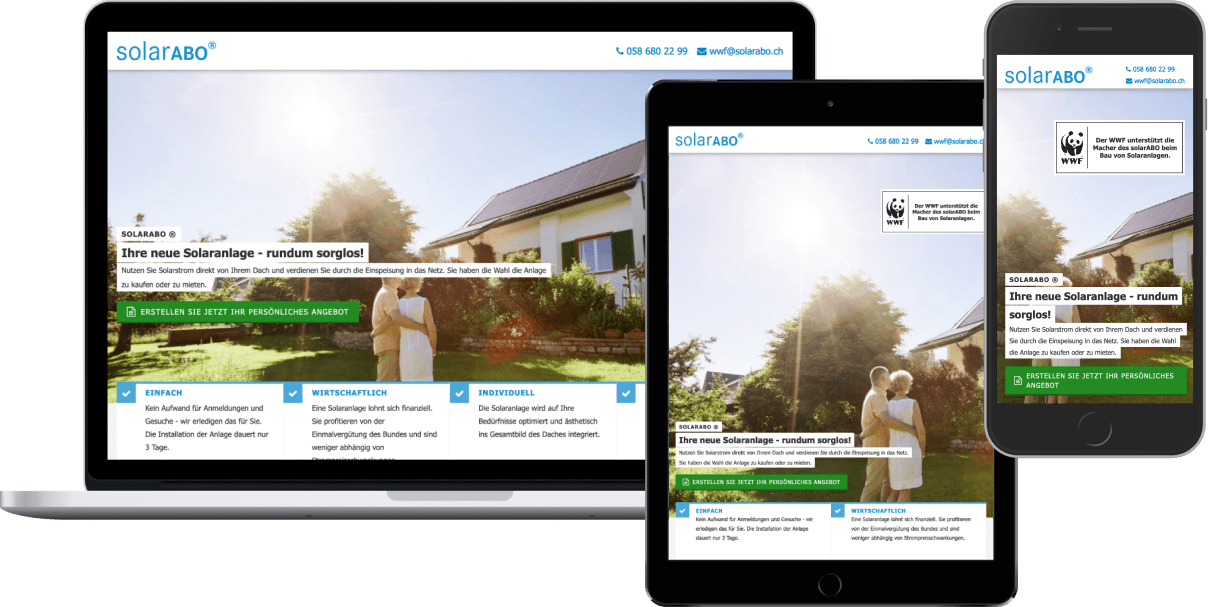 solarABO®
058 680 22 99 wwf@solarabo.ch
SOLARABO ®
Ihre neue Solaranlage - rundum sorglos!
Nutzen Sie Solarstrom direkt von Ihrem Dach und verdienen Sie durch die Einspeisung in das Netz. Sie haben die Wahl die Anlage
zu kaufen oder zu mieten.
ERSTELLEN SIE JETZT IHR PERSÖNLICHES ANGEBOT
EINFACH
Kein Aufwand für Anmeldungen und
Gesuche - wir erledigen das für Sie.
Die Installation der Anlage dauert nur
3 Tage.
WIRTSCHAFTLICH
Eine Solaranlage lohnt sich finanziell.
Sie profitieren von der
Einmalvergütung des Bundes und sind
weniger abhängig von
Strompreisschwankungen
INDIVIDUELL
Die Solaranlage wird auf Ihre
Bedürfnisse optimiert und ästhetisch
ins Gesamtbild des Daches integriert.
solarABO®
058 680 22 99 wwf@solarabo.c
WWF
Der WWF unterstützt die
Macher des solarABO beim
Bau von Solaranlagen.
SOLARABO ®
Ihre neue Solaranlage - rundum sorglos!
Nutzen Sie Solarstrom direkt von Ihrem Dach und verdienen Sie durch die Einspeisung in das Netz.
Sie haben die Wahl die Anlage zu kaufen oder zu mieten.
ERSTELLEN SIE JETZT IHR PERSÖNLICHES ANGEBOT
EINFACH
Kein Aufwand für Anmeldungen und Gesuche - wir
erledigen das für Sie. Die Installation der Anlage
dauert nur 3 Tage.
WIRTSCHAFTLICH
Eine Solaranlage lohnt sich finanziell. Sie profitieren
von der Einmalvergütung des Bundes und sind
weniger abhängig von Strompreisschwankungen.
solarABO®
058 680 22 99
wwf@solarabo.ch
WWF
Der WWF unterstützt die
Macher des solarABO beim
Bau von Solaranlagen.
SOLARABO ®
Ihre neue Solaranlage - rundum
sorglos!
Nutzen Sie Solarstrom direkt von Ihrem Dach und verdienen
Sie durch die Einspeisung in das Netz. Sie haben die Wahl
die Anlage zu kaufen oder zu mieten.
ERSTELLEN SIE JETZT IHR PERSÖNLICHES
ANGEBOT